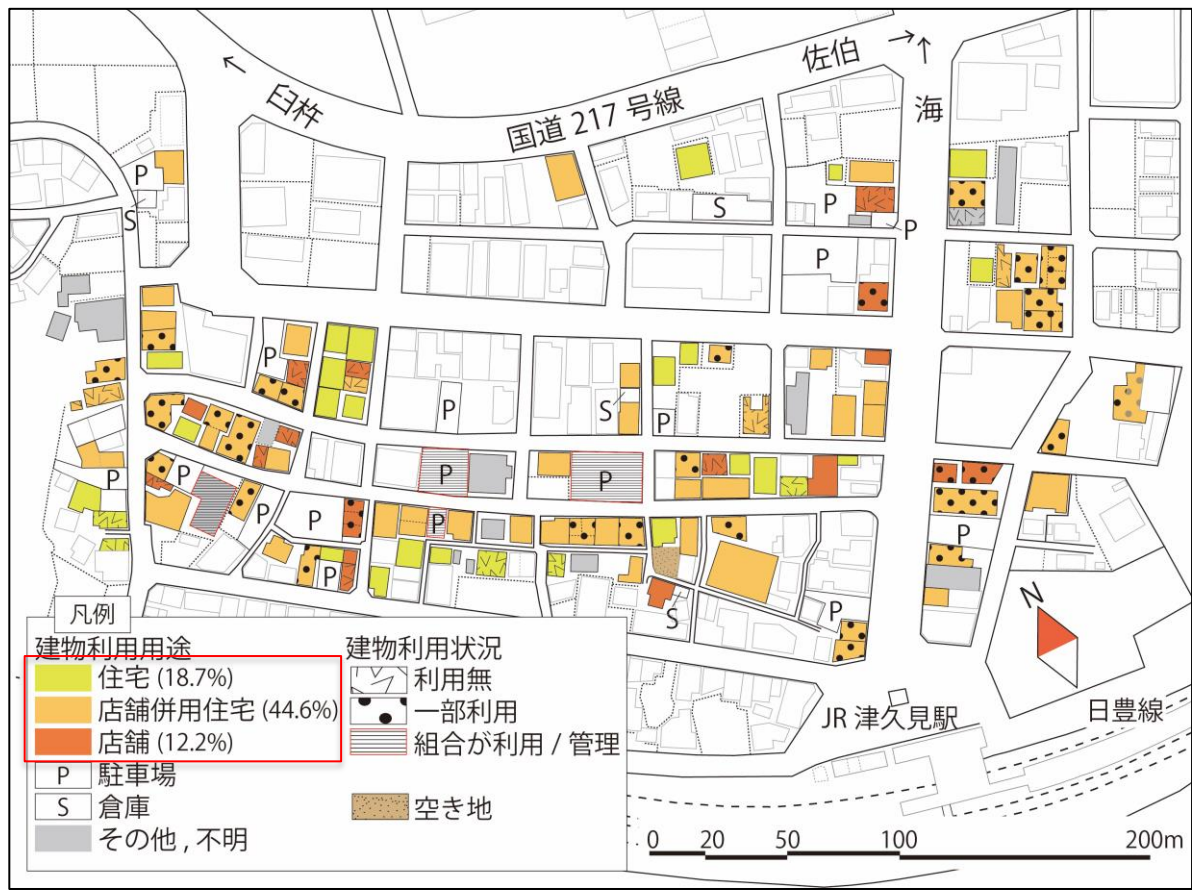 佐伯 → ↑
海
← 臼杵
国道 217 号線
P
S
S
P
P
P
P
P
S
P
P
P
P
P
P
P
P
P
P
S
P
N
JR 津久見駅
日豊線
凡例
建物利用用途
住宅 (18.7%)
店舗併用住宅 (44.6%)
店舗 (12.2%)
P 駐車場
S 倉庫
その他 , 不明
建物利用状況
利用無
一部利用
組合が利用 / 管理
空き地
0 20 50 100 200m